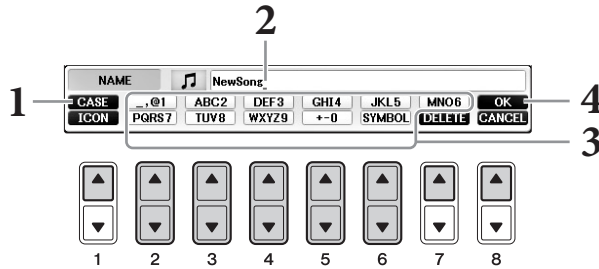 2
NAME NewSong
1 CASE _,@1 ABC2 DEF3 GHI4 JKL5 MNO6 OK 4
ICON PQRS7 TUV8 WXYZ9 +-0 SYMBOL DELETE CANCEL
3
1 2 3 4 5 6 7 8